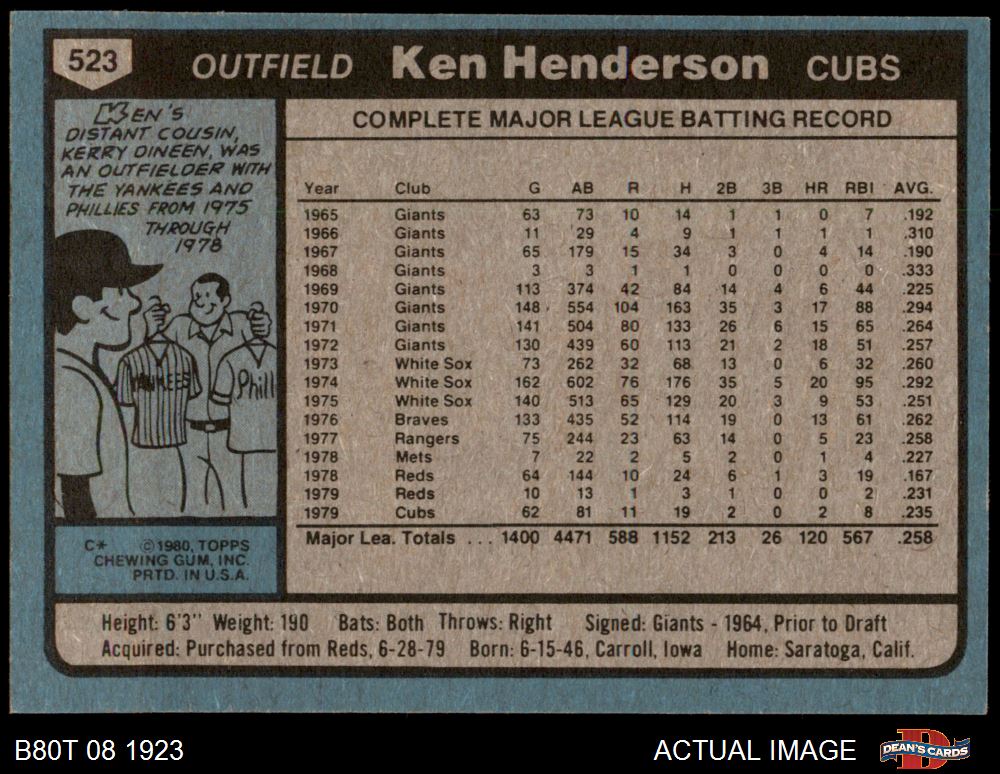 523 OUTFIELD Ken Henderson CUBS
KEN'S
DISTANT COUSIN,
KERRY DINEEN, WAS
AN OUTFIELDER WITH
THE YANKEES AND
PHILLIES FROM 1975
THROUGH
1978
YANKEES
Phill
C* ©1980, TOPPS
CHEWING GUM, INC.
PRTD. IN U.S.A.
COMPLETE MAJOR LEAGUE BATTING RECORD
Year Club G AB R H 2B 3B HR RBI AVG.
1965 Giants 63 73 10 14 1 1 0 7 .192
1966 Giants 11 29 4 9 1 1 1 1 .310
1967 Giants 65 179 15 34 3 0 4 14 .190
1968 Giants 3 3 1 1 0 0 0 0 .333
1969 Giants 113 374 42 84 14 4 6 44 .225
1970 Giants 148 554 104 163 35 3 17 88 .294
1971 Giants 141 504 80 133 26 6 15 65 .264
1972 Giants 130 439 60 113 21 2 18 51 .257
1973 White Sox 73 262 32 68 13 0 6 32 .260
1974 White Sox 162 602 76 176 35 5 20 95 .292
1975 White Sox 140 513 65 129 20 3 9 53 .251
1976 Braves 133 435 52 114 19 0 13 61 .262
1977 Rangers 75 244 23 63 14 0 5 23 .258
1978 Mets 7 22 2 5 2 0 1 4 .227
1978 Reds 64 144 10 24 6 1 3 19 .167
1979 Reds 10 13 1 3 1 0 0 2 .231
1979 Cubs 62 81 11 19 2 0 2 8 .235
Major Lea. Totals ... 1400 4471 588 1152 213 26 120 567 .258
Height: 6'3" Weight: 190 Bats: Both Throws: Right Signed: Giants - 1964, Prior to Draft
Acquired: Purchased from Reds, 6-28-79 Born: 6-15-46, Carroll, Iowa Home: Saratoga, Calif.
B80T 08 1923 ACTUAL IMAGE DEAN'S CARDS